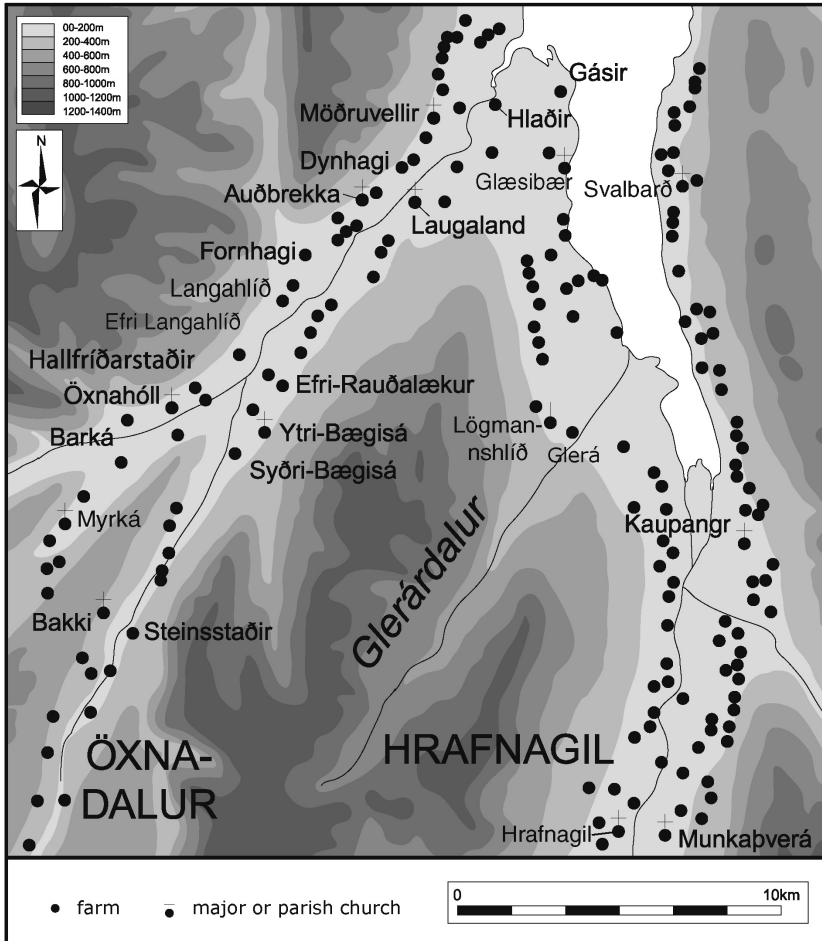 00-200m
200-400m
400-600m
600-800m
800-1000m
1000-1200m
1200-1400m
N
Gásir
Möðruvellir
Hlaðir
Dynhagi
Glæsibær
Svalbarð
Auðbrekka
Laugaland
Fornhagi
Langahlíð
Efri Langahlíð
Hallfríðarstaðir
Öxnahóll
Efri-Rauðalækur
Barká
Ytri-Bægisá
Lögman-
nshlíð
Glerá
Syðri-Bægisá
Myrká
Kaupangr
Glerárdalur
Bakki
Steinsstaðir
ÖXNA-
DALUR
HRAFNAGIL
Hrafnagil
Munkaþverá
farm
major or parish church
0
10km